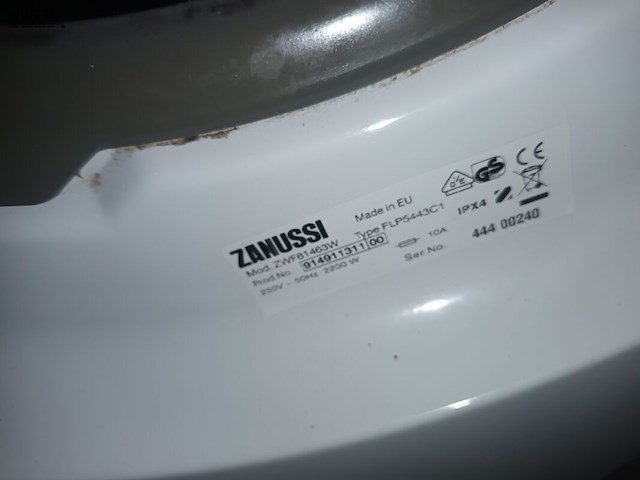 ZANUSSI
Made in EU
Mod. ZWF81463W
Type FLP5443C1
IPX4
Prod.No. 914911311 00
10A
Ser.No. 444 00240
230V ~ 50Hz 2200 W